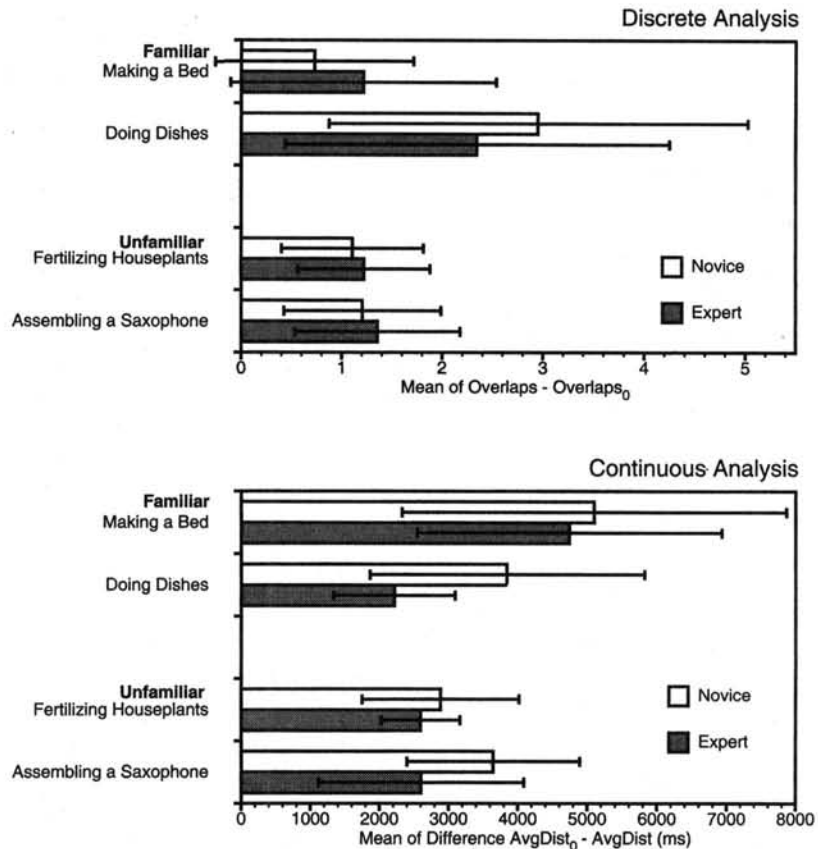 Discrete Analysis
Familiar
Making a Bed
Doing Dishes
Unfamiliar
Fertilizing Houseplants
Assembling a Saxophone
Novice
Expert
0 1 2 3 4 5
Mean of Overlaps - Overlaps₀
Continuous Analysis
Familiar
Making a Bed
Doing Dishes
Unfamiliar
Fertilizing Houseplants
Assembling a Saxophone
Novice
Expert
0 1000 2000 3000 4000 5000 6000 7000 8000
Mean of Difference AvgDist₀ - AvgDist (ms)